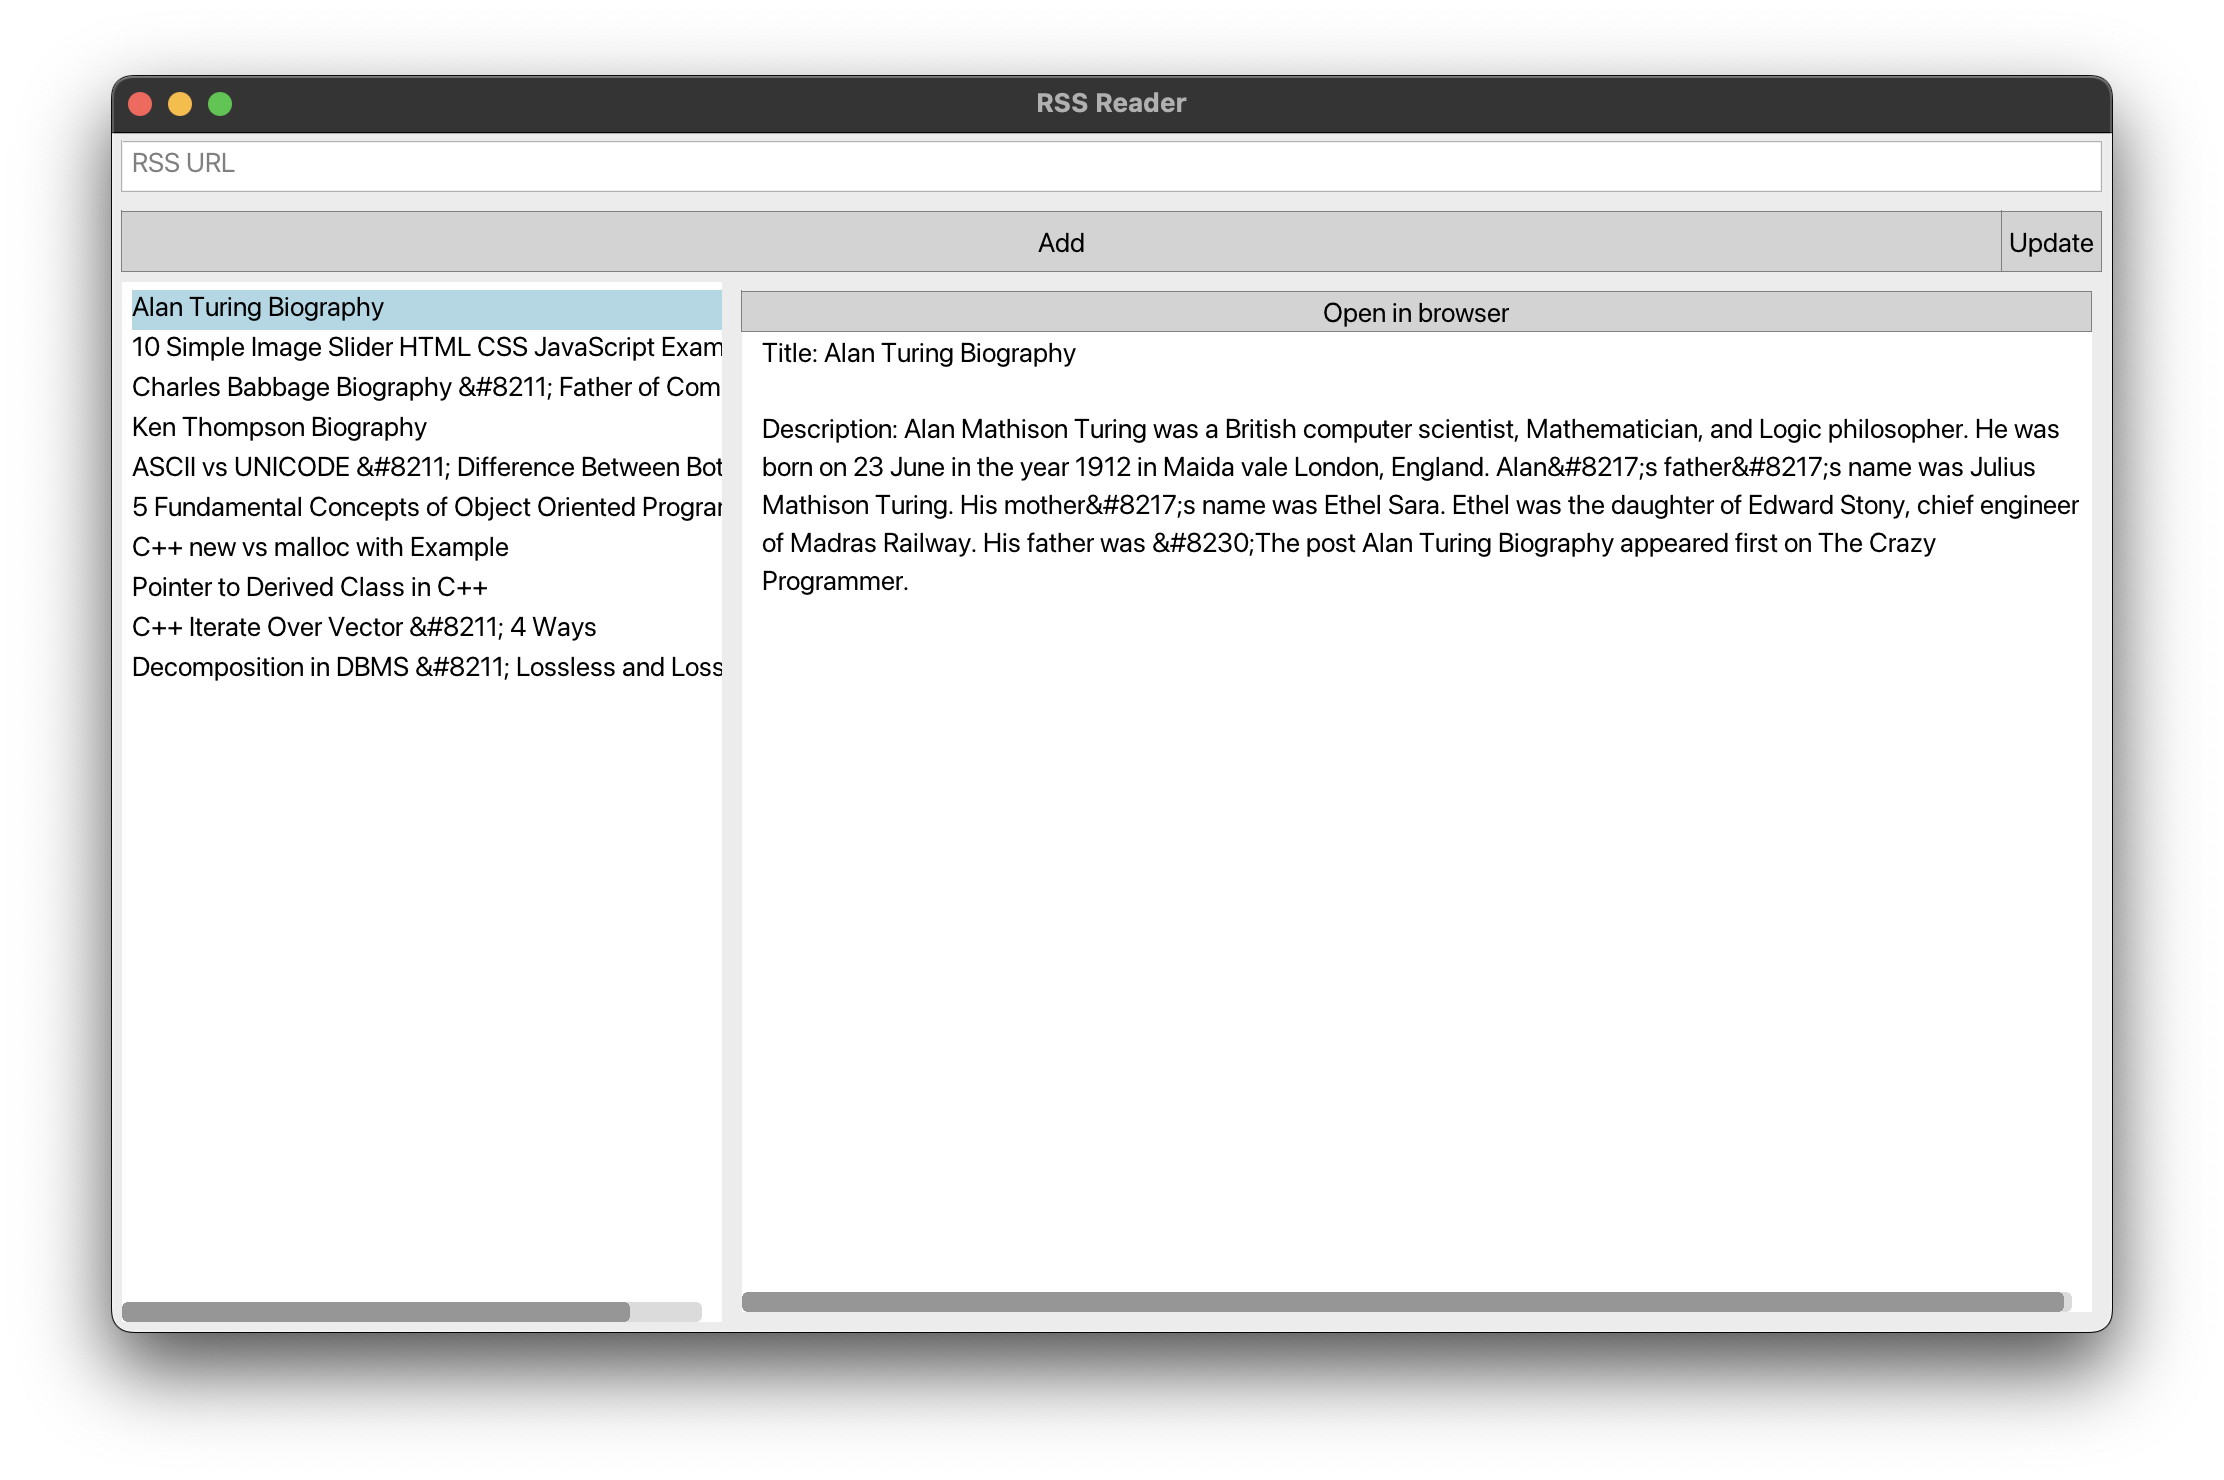 RSS Reader
RSS URL
Add
Update
Alan Turing Biography
10 Simple Image Slider HTML CSS JavaScript Exam
Charles Babbage Biography &#8211; Father of Com
Ken Thompson Biography
ASCII vs UNICODE &#8211; Difference Between Bot
5 Fundamental Concepts of Object Oriented Progra
C++ new vs malloc with Example
Pointer to Derived Class in C++
C++ Iterate Over Vector &#8211; 4 Ways
Decomposition in DBMS &#8211; Lossless and Loss
Open in browser
Title: Alan Turing Biography
Description: Alan Mathison Turing was a British computer scientist, Mathematician, and Logic philosopher. He was
born on 23 June in the year 1912 in Maida vale London, England. Alan&#8217;s father&#8217;s name was Julius
Mathison Turing. His mother&#8217;s name was Ethel Sara. Ethel was the daughter of Edward Stony, chief engineer
of Madras Railway. His father was &#8230;The post Alan Turing Biography appeared first on The Crazy
Programmer.